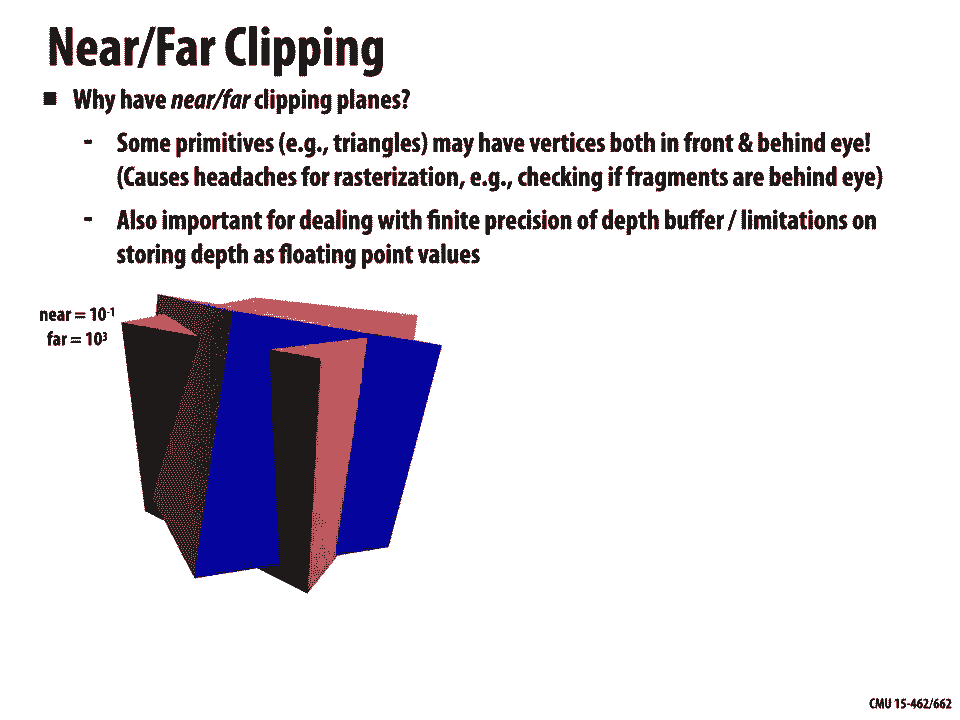 Near/Far Clipping
■ Why have near/far clipping planes?
- Some primitives (e.g., triangles) may have vertices both in front & behind eye!
(Causes headaches for rasterization, e.g., checking if fragments are behind eye)
- Also important for dealing with finite precision of depth buffer / limitations on
storing depth as floating point values
near = 10⁻¹
far = 10³
CMU 15-462/662